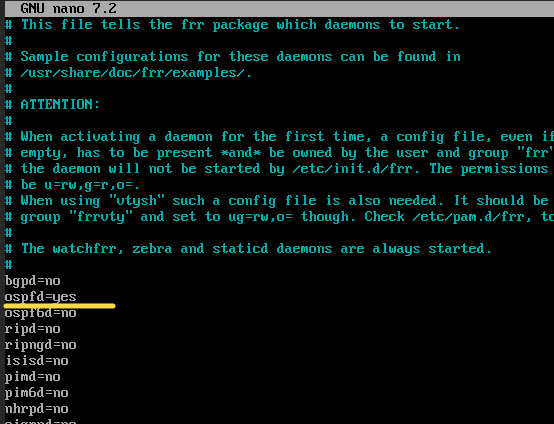 GNU nano 7.2
# This file tells the frr package which daemons to start.
#
# Sample configurations for these daemons can be found in
# /usr/share/doc/frr/examples/.
#
# ATTENTION:
#
# When activating a daemon for the first time, a config file, even if
# empty, has to be present *and* be owned by the user and group "frr"
# the daemon will not be started by /etc/init.d/frr. The permissions
# be u=rw,g=r,o=.
# When using "vtysh" such a config file is also needed. It should be
# group "frrvty" and set to ug=rw,o= though. Check /etc/pam.d/frr, to
#
# The watchfrr, zebra and staticd daemons are always started.
#
bgpd=no
ospfd=yes
ospf6d=no
ripd=no
ripngd=no
isisd=no
pimd=no
pim6d=no
nhrpd=no
eigrpd=no